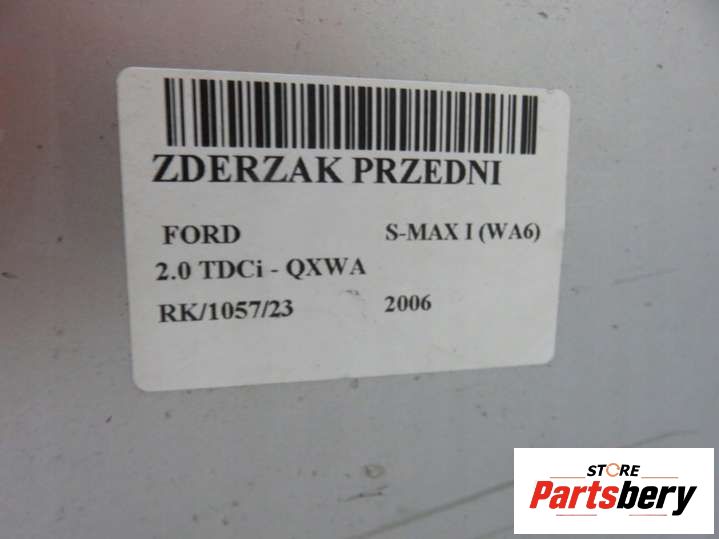 ZDERZAK PRZEDNI
FORD S-MAX I (WA6)
2.0 TDCi - QXWA
RK/1057/23 2006
STORE
Partsbery